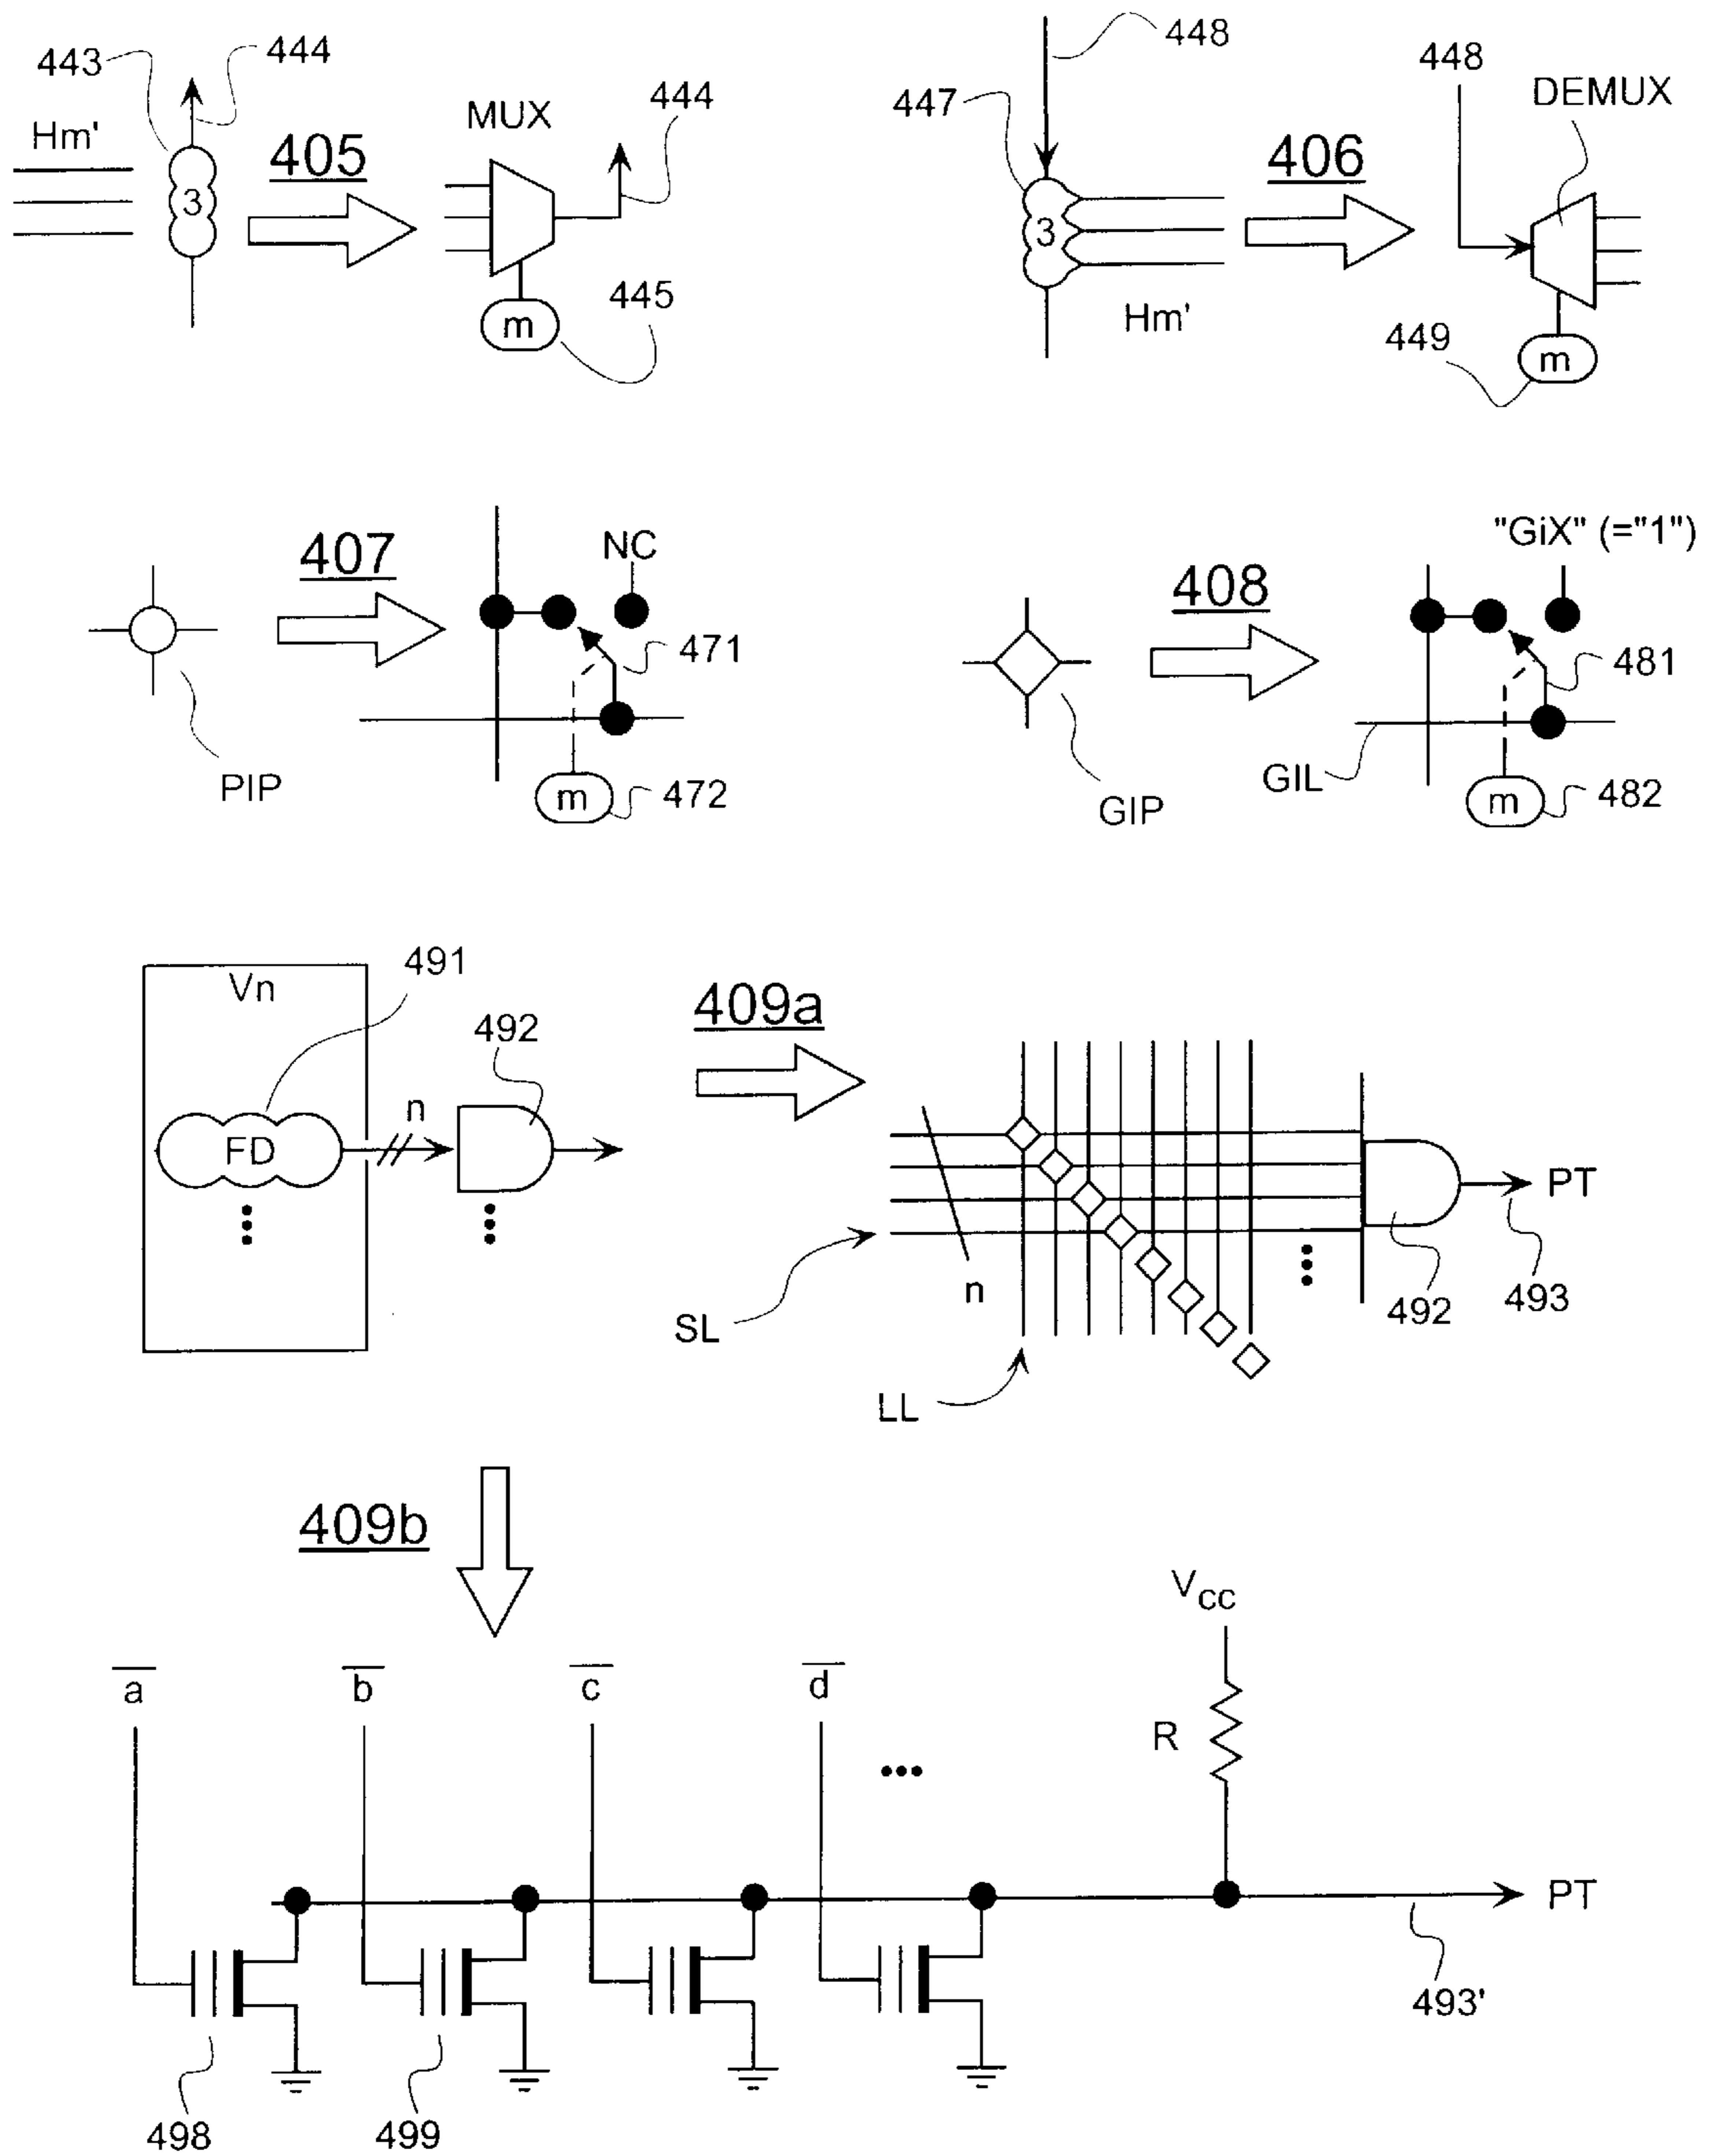 443
444
Hm'
3
405
MUX
444
m
445
448
447
3
Hm'
406
448
DEMUX
449
m
PIP
407
NC
471
m
472
GIP
408
"GiX" (="1")
481
GIL
m
482
Vn
491
FD
n
492
409a
SL
n
LL
492
PT
493
409b
a
b
c
d
VCC
R
PT
493'
498
499